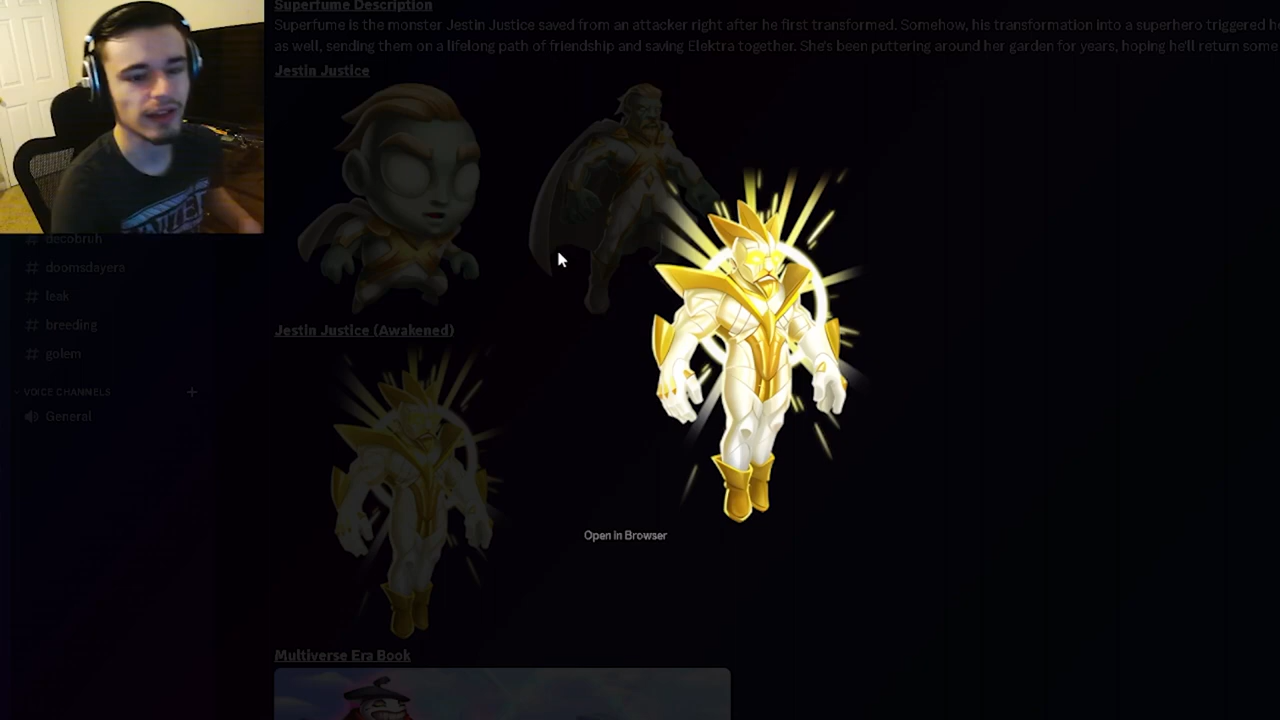 Superfume Description
Superfume is the monster Jestin Justice saved from an attacker right after he first transformed. Somehow, his transformation into a superhero triggered
as well, sending them on a lifelong path of friendship and saving Elektra together. She's been puttering around her garden for years, hoping he'll return some
Jestin Justice
decobruh
doomsdayera
leak
breeding
golem
VOICE CHANNELS
General
Jestin Justice (Awakened)
Open in Browser
Multiverse Era Book